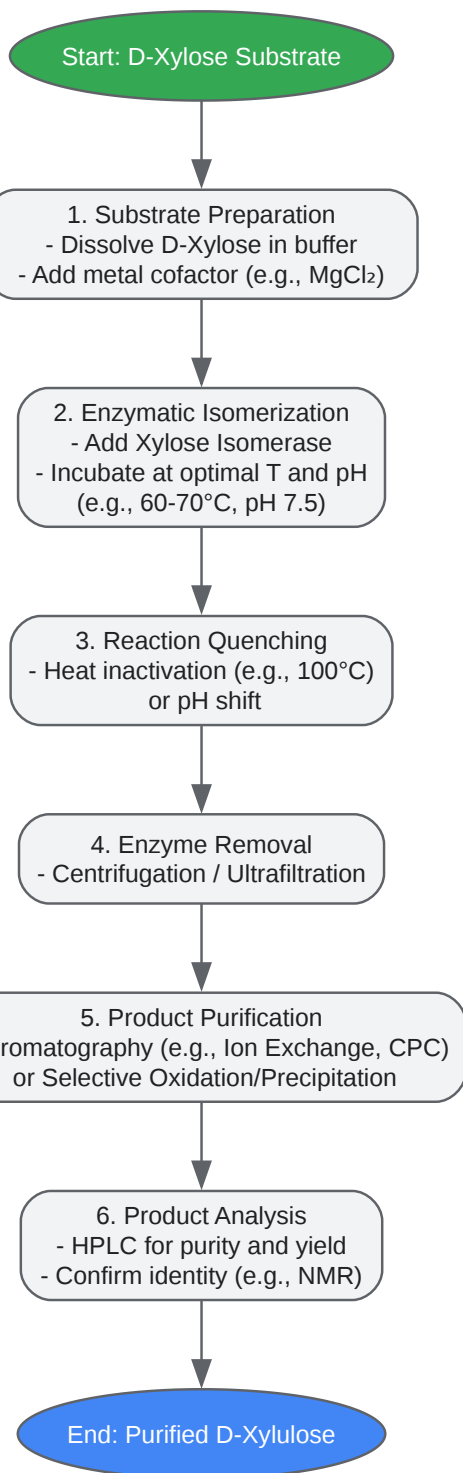 Start: D-Xylose Substrate
1. Substrate Preparation
- Dissolve D-Xylose in buffer
- Add metal cofactor (e.g., MgCl₂)
2. Enzymatic Isomerization
- Add Xylose Isomerase
- Incubate at optimal T and pH
(e.g., 60-70°C, pH 7.5)
3. Reaction Quenching
- Heat inactivation (e.g., 100°C)
or pH shift
4. Enzyme Removal
- Centrifugation / Ultrafiltration
5. Product Purification
romatography (e.g., Ion Exchange, CPC)
or Selective Oxidation/Precipitation
6. Product Analysis
- HPLC for purity and yield
- Confirm identity (e.g., NMR)
End: Purified D-Xylulose